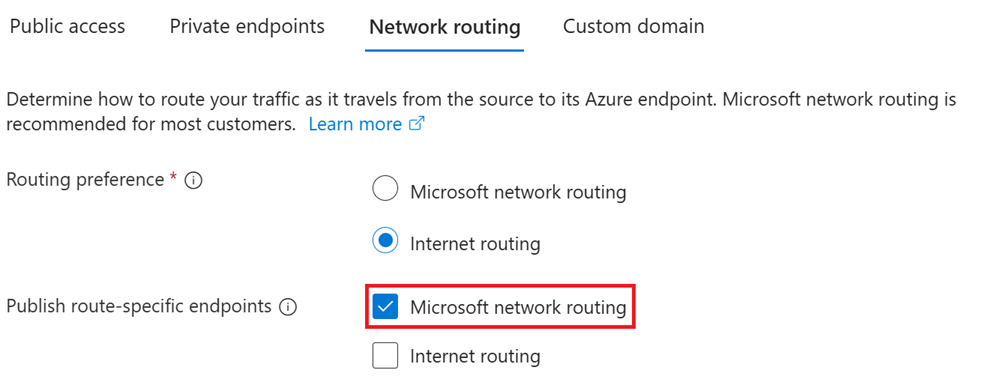 Public access Private endpoints Network routing Custom domain
Determine how to route your traffic as it travels from the source to its Azure endpoint. Microsoft network routing is
recommended for most customers. Learn more
Routing preference * Microsoft network routing
Internet routing
Publish route-specific endpoints Microsoft network routing
Internet routing